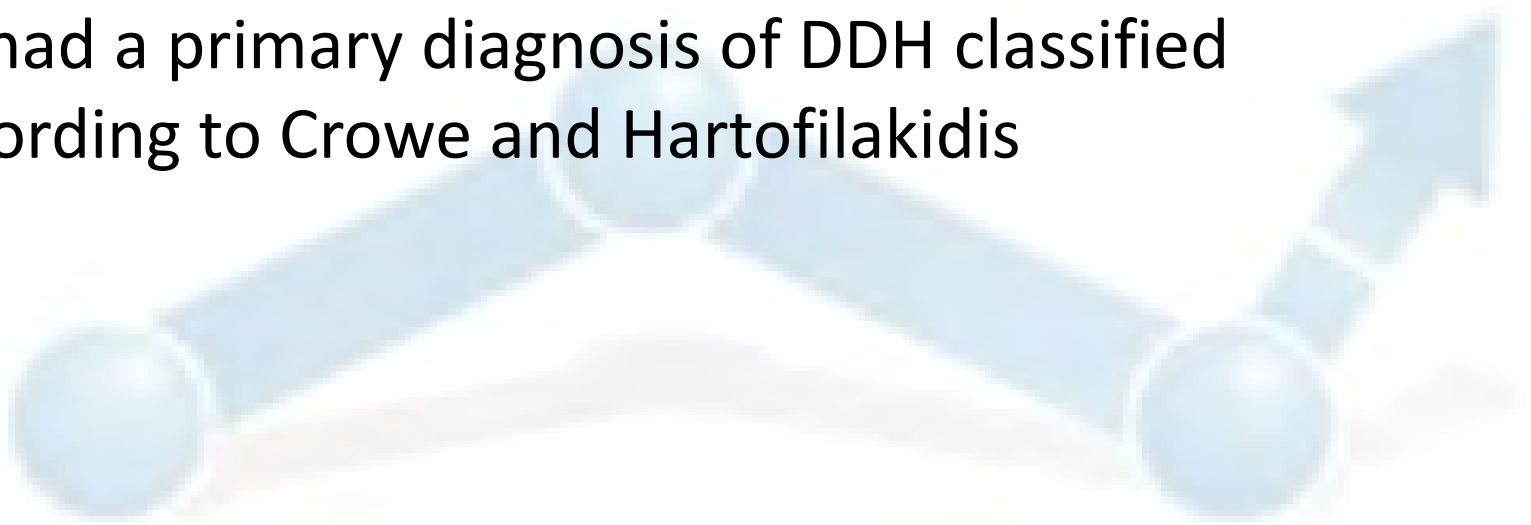 had a primary diagnosis of DDH classified
ording to Crowe and Hartofilakidis